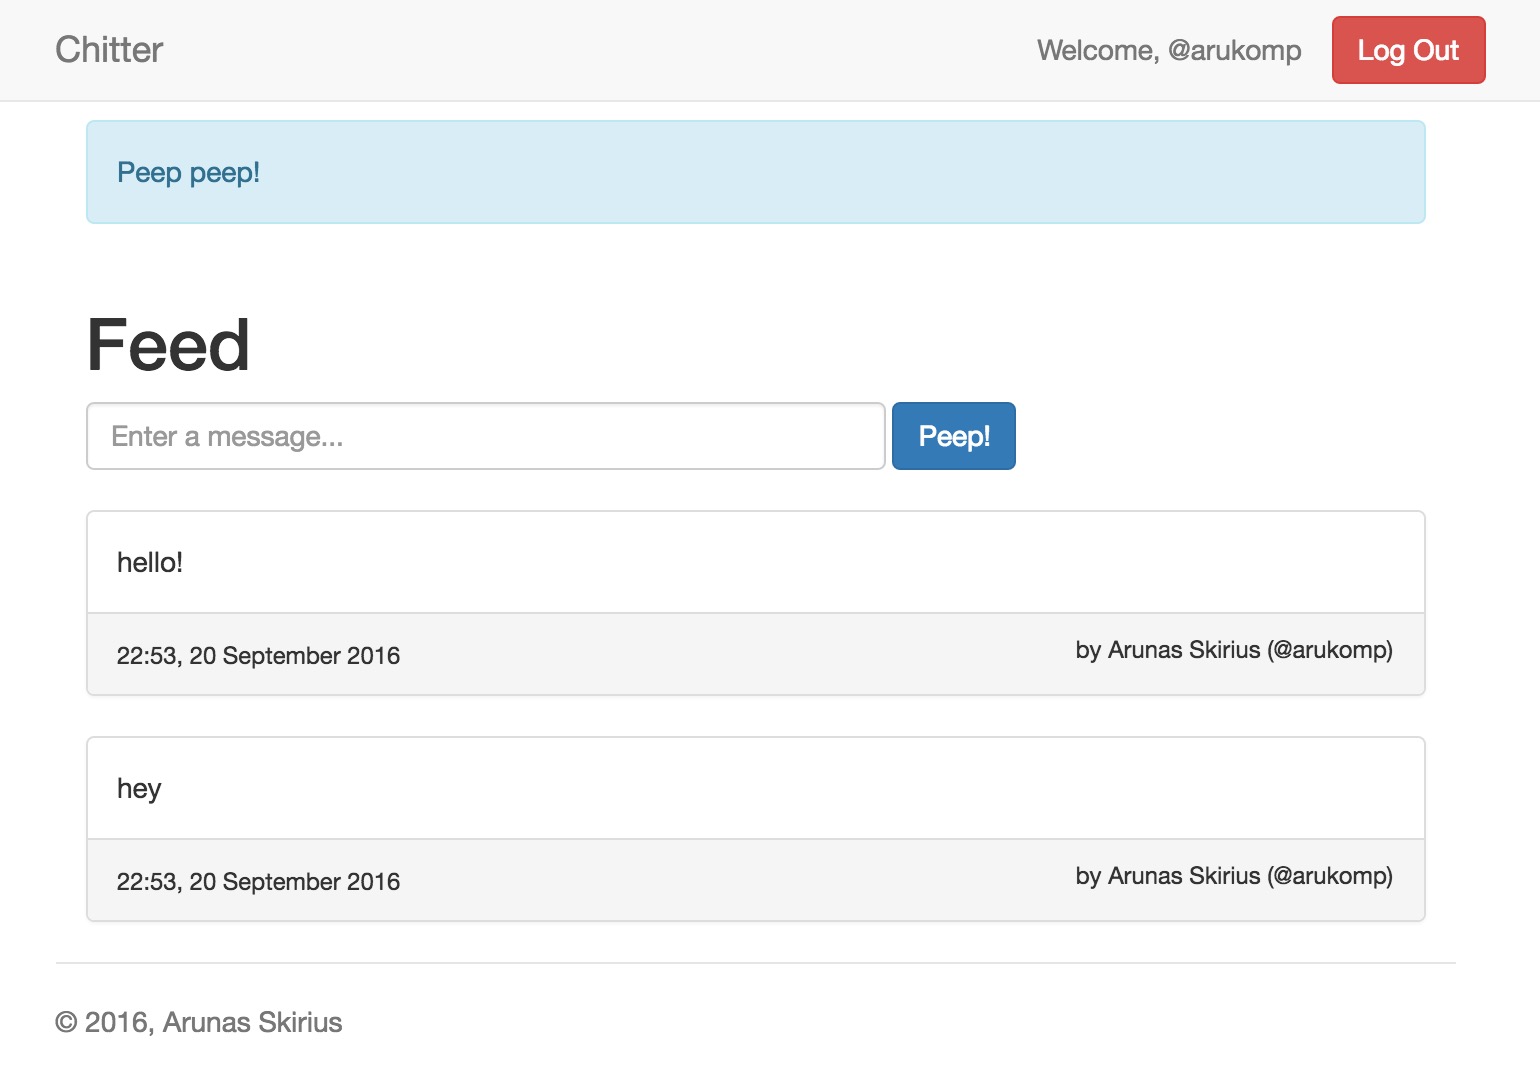 Chitter
Welcome, @arukomp
Log Out
Peep peep!
Feed
Enter a message...
Peep!
hello!
22:53, 20 September 2016
by Arunas Skirius (@arukomp)
hey
22:53, 20 September 2016
by Arunas Skirius (@arukomp)
© 2016, Arunas Skirius